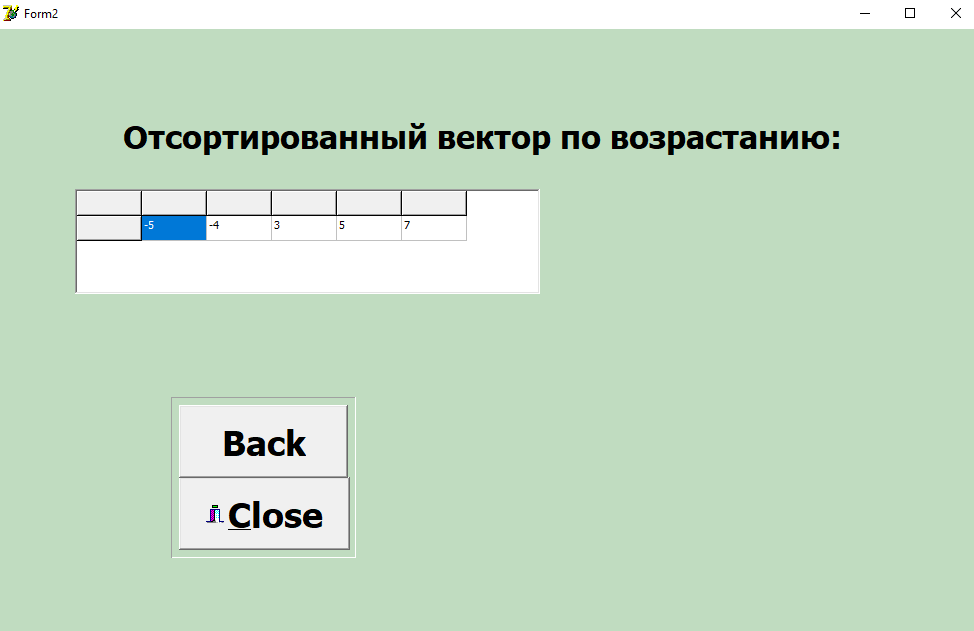 Form2
Отсортированный вектор по возрастанию:
-5 -4 3 5 7
Back
Close